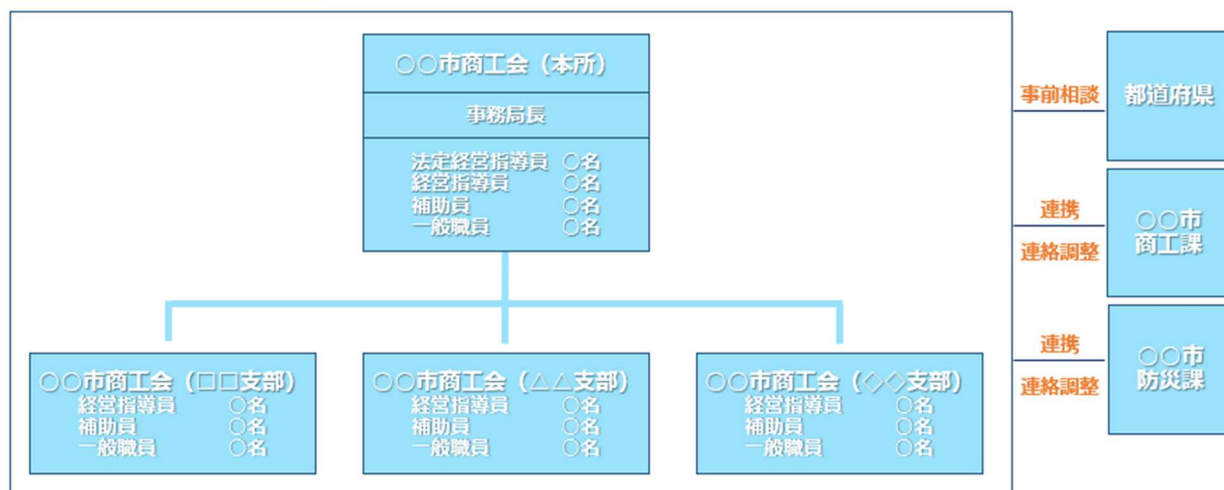 ○○市商工会（本所）
事務局長
法定経営指導員 ○名
経営指導員 ○名
補助員 ○名
一般職員 ○名
○○市商工会（□□支部）
経営指導員 ○名
補助員 ○名
一般職員 ○名
○○市商工会（△△支部）
経営指導員 ○名
補助員 ○名
一般職員 ○名
○○市商工会（◇◇支部）
経営指導員 ○名
補助員 ○名
一般職員 ○名
事前相談
都道府県
連携
連絡調整
○○市
商工課
連携
連絡調整
○○市
防災課